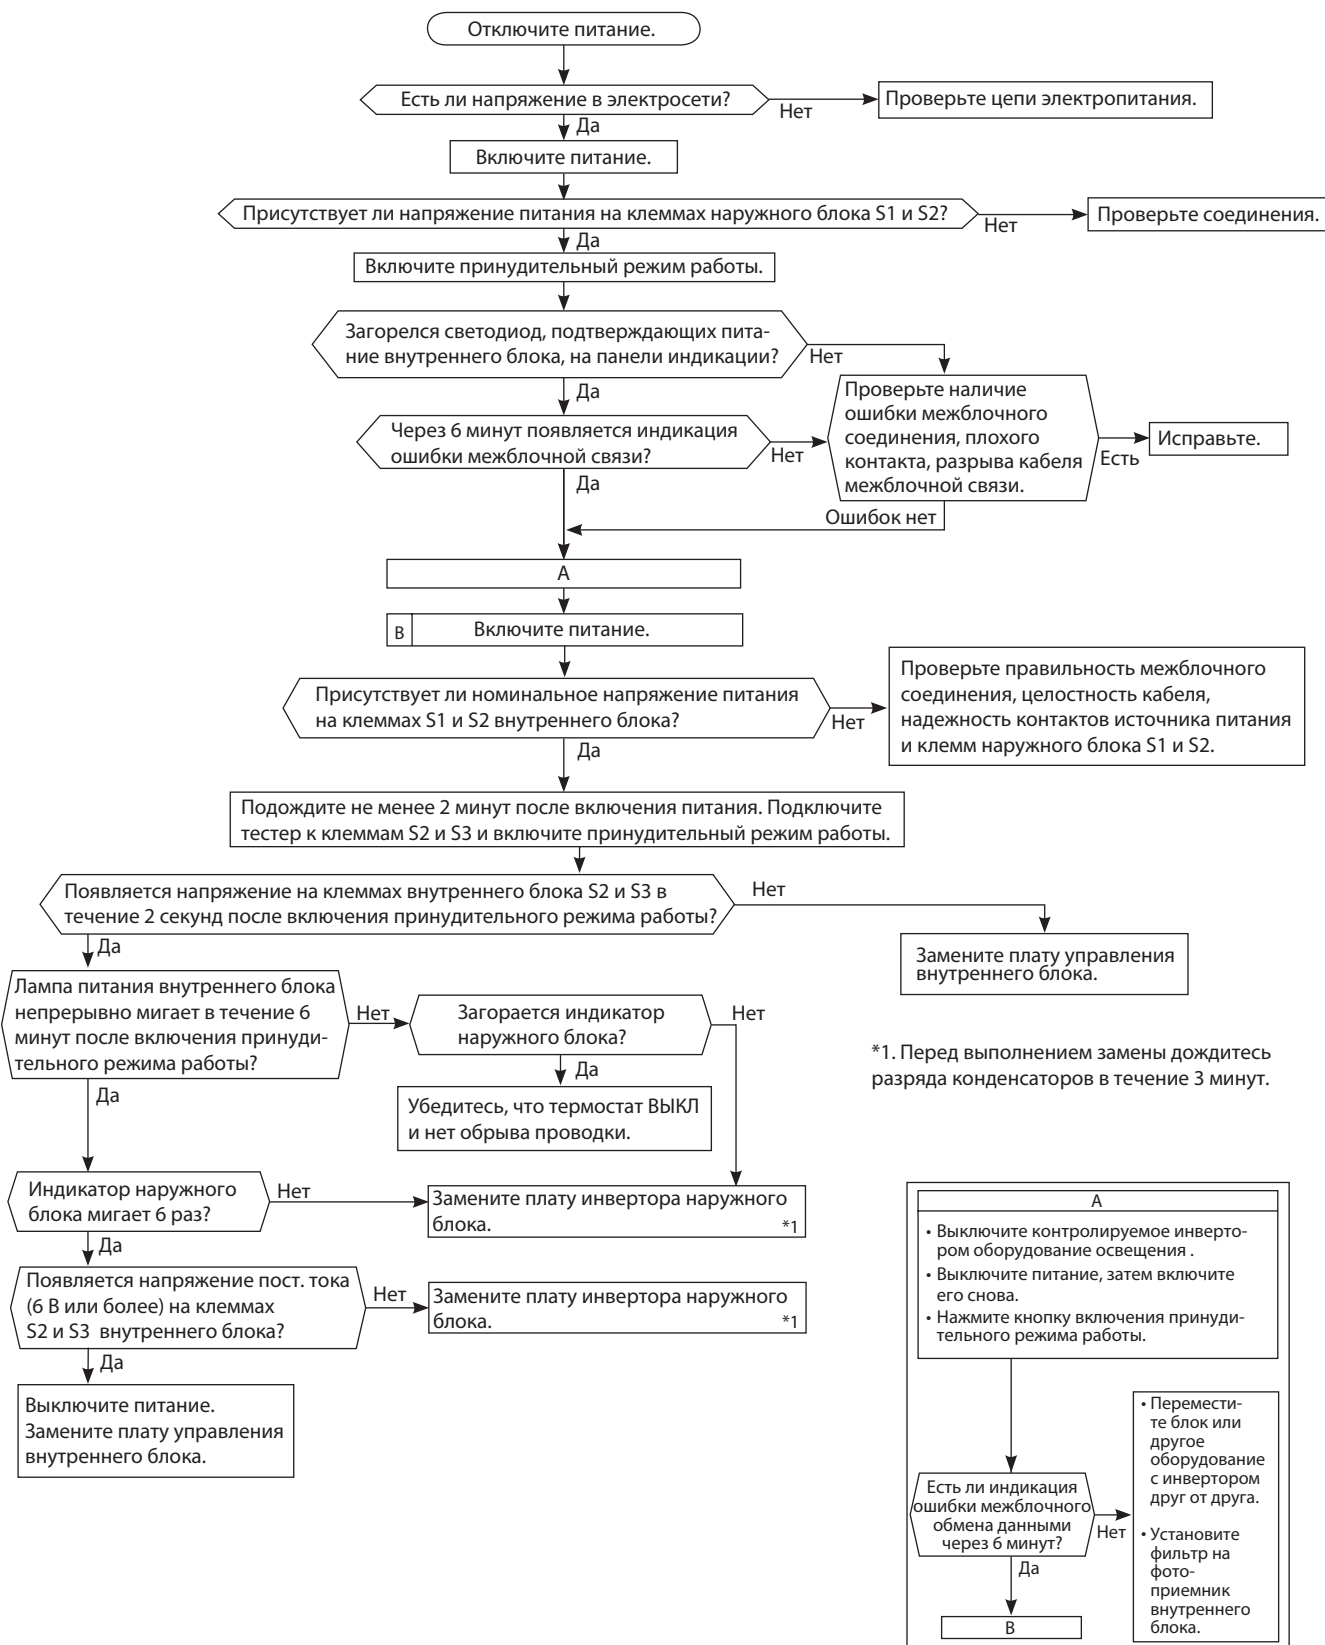 Отключите питание.
Есть ли напряжение в электросети?
Нет
Проверьте цепи электропитания.
Да
Включите питание.
Присутствует ли напряжение питания на клеммах наружного блока S1 и S2?
Нет
Проверьте соединения.
Да
Включите принудительный режим работы.
Загорелся светодиод, подтверждающих пита-
ние внутреннего блока, на панели индикации?
Нет
Да
Проверьте наличие
ошибки межблочного
соединения, плохого
контакта, разрыва кабеля
межблочной связи.
Есть
Исправьте.
Через 6 минут появляется индикация
ошибки межблочной связи?
Нет
Да
Ошибок нет
A
B
Включите питание.
Присутствует ли номинальное напряжение питания
на клеммах S1 и S2 внутреннего блока?
Нет
Проверьте правильность межблочного
соединения, целостность кабеля,
надежность контактов источника питания
и клемм наружного блока S1 и S2.
Да
Подождите не менее 2 минут после включения питания. Подключите
тестер к клеммам S2 и S3 и включите принудительный режим работы.
Появляется напряжение на клеммах внутреннего блока S2 и S3 в
течение 2 секунд после включения принудительного режима работы?
Нет
Замените плату управления
внутреннего блока.
Да
Лампа питания внутреннего блока
непрерывно мигает в течение 6
минут после включения принуди-
тельного режима работы?
Нет
Загорается индикатор
наружного блока?
Нет
Да
Убедитесь, что термостат ВЫКЛ
и нет обрыва проводки.
*1. Перед выполнением замены дождитесь
разряда конденсаторов в течение 3 минут.
Да
Индикатор наружного
блока мигает 6 раз?
Нет
Замените плату инвертора наружного
блока. *1
Да
Появляется напряжение пост. тока
(6 В или более) на клеммах
S2 и S3 внутреннего блока?
Нет
Замените плату инвертора наружного
блока. *1
Да
Выключите питание.
Замените плату управления
внутреннего блока.
A
• Выключите контролируемое инверто-
ром оборудование освещения .
• Выключите питание, затем включите
его снова.
• Нажмите кнопку включения принуди-
тельного режима работы.
Есть ли индикация
ошибки межблочного
обмена данными
через 6 минут?
Нет
• Перемести-
те блок или
другое
оборудование
с инвертором
друг от друга.
• Установите
фильтр на
фото-
приемник
внутреннего
блока.
Да
B